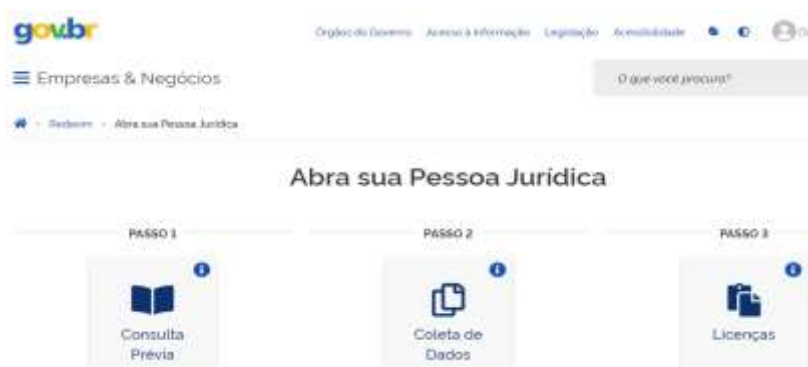 gov.br
Órgãos do Governo Acesso à Informação Legislação Acessibilidade
Empresas & Negócios
O que você procura?
Redesim Abra sua Pessoa Jurídica
Abra sua Pessoa Jurídica
PASSO 1 PASSO 2 PASSO 3
Consulta Prévia
Coleta de Dados
Licenças